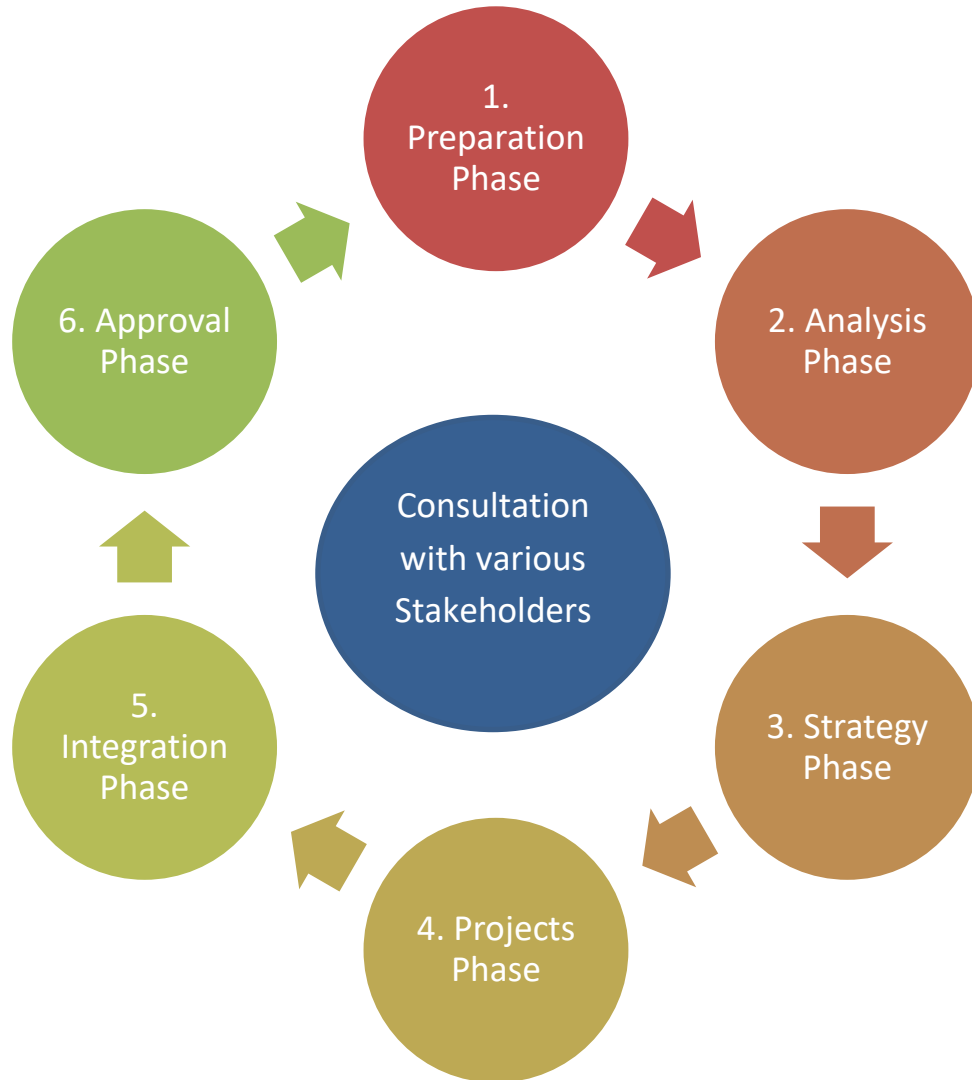 1.
Preparation
Phase
2. Analysis
Phase
3. Strategy
Phase
4. Projects
Phase
5.
Integration
Phase
6. Approval
Phase
Consultation
with various
Stakeholders